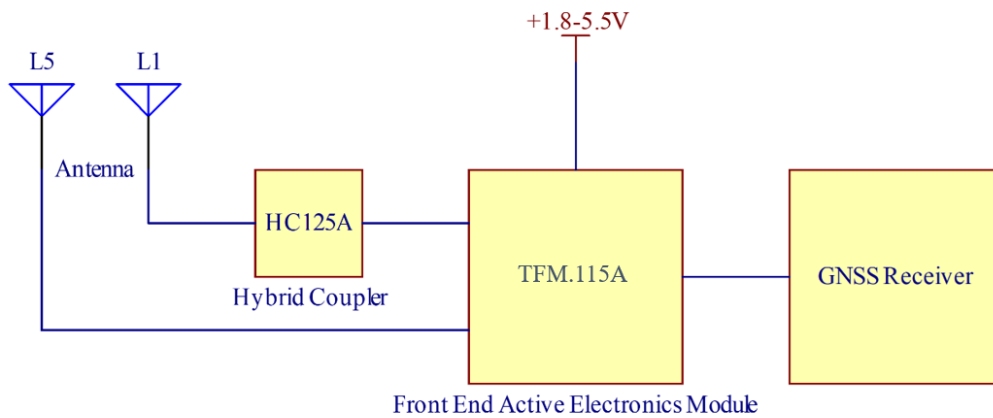 +1.8-5.5V
L5
L1
Antenna
HC125A
Hybrid Coupler
TFM.115A
Front End Active Electronics Module
GNSS Receiver